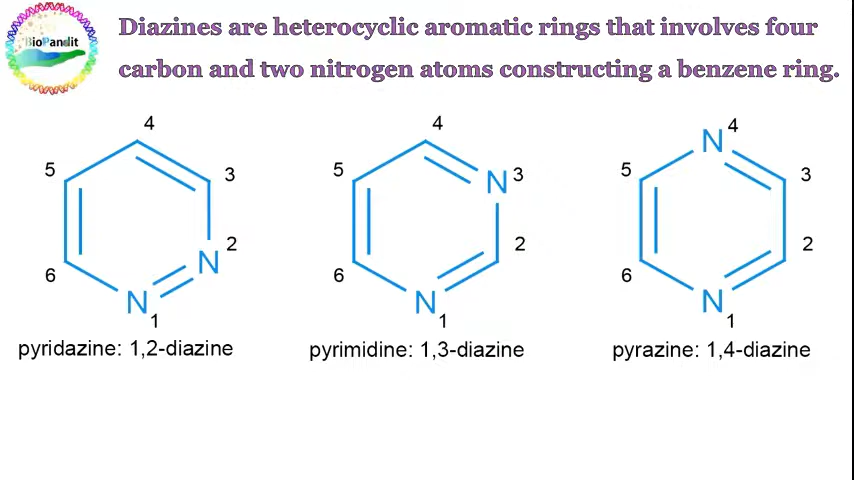 BioPandit
Diazines are heterocyclic aromatic rings that involves four
carbon and two nitrogen atoms constructing a benzene ring.
4
5
3
2
6
N
N
1
pyridazine: 1,2-diazine
4
5
N
3
2
6
N
1
pyrimidine: 1,3-diazine
N
4
5
3
2
6
N
1
pyrazine: 1,4-diazine